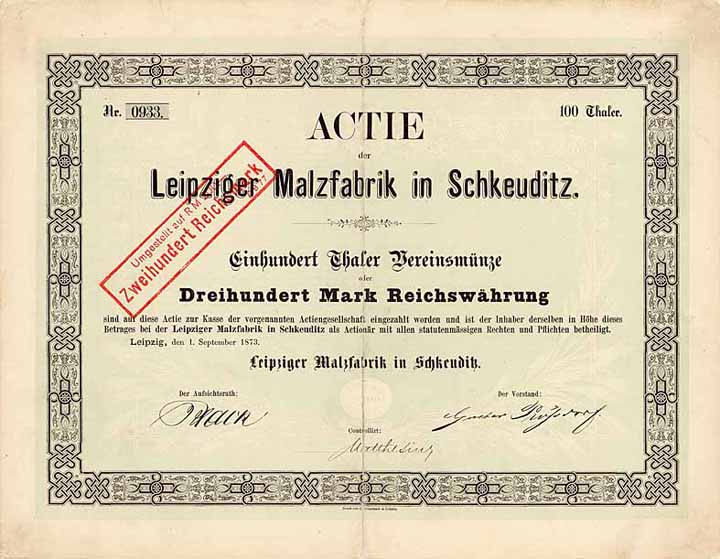 Nr. 0933.
100 Thaler.
ACTIE
der
Leipziger Malzfabrik in Schkeuditz.
Umgestellt auf R.M.
Zweihundert Reichsmark
Einhundert Thaler Vereinsmünze
oder
Dreihundert Mark Reichswährung
sind auf diese Actie zur Kasse der vorgenannten Actiengesellschaft eingezahlt worden und ist der Inhaber derselben in Höhe dieses
Betrages bei der Leipziger Malzfabrik in Schkeuditz als Actionär mit allen statutenmässigen Rechten und Pflichten betheiligt.
Leipzig, den 1. September 1873.
Leipziger Malzfabrik in Schkeuditz.
Der Aufsichtsrath:
Der Vorstand:
Controllirt: